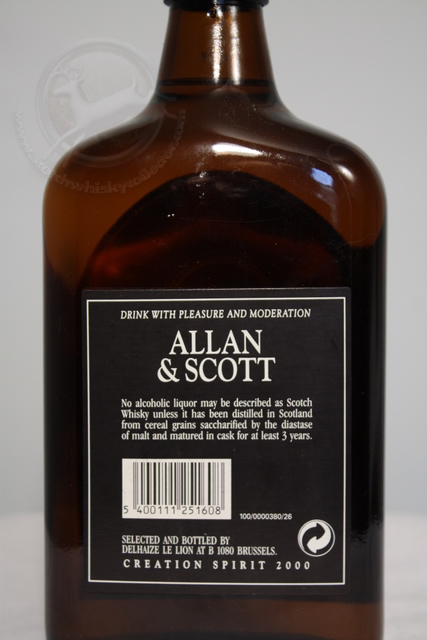 DRINK WITH PLEASURE AND MODERATION
ALLAN
& SCOTT
No alcoholic liquor may be described as Scotch
Whisky unless it has been distilled in Scotland
from cereal grains saccharified by the diastase
of malt and matured in cask for at least 3 years.
5 400111 251608
100/0000380/26
SELECTED AND BOTTLED BY
DELHAIZE LE LION AT B 1080 BRUSSELS.
CREATION SPIRIT 2000